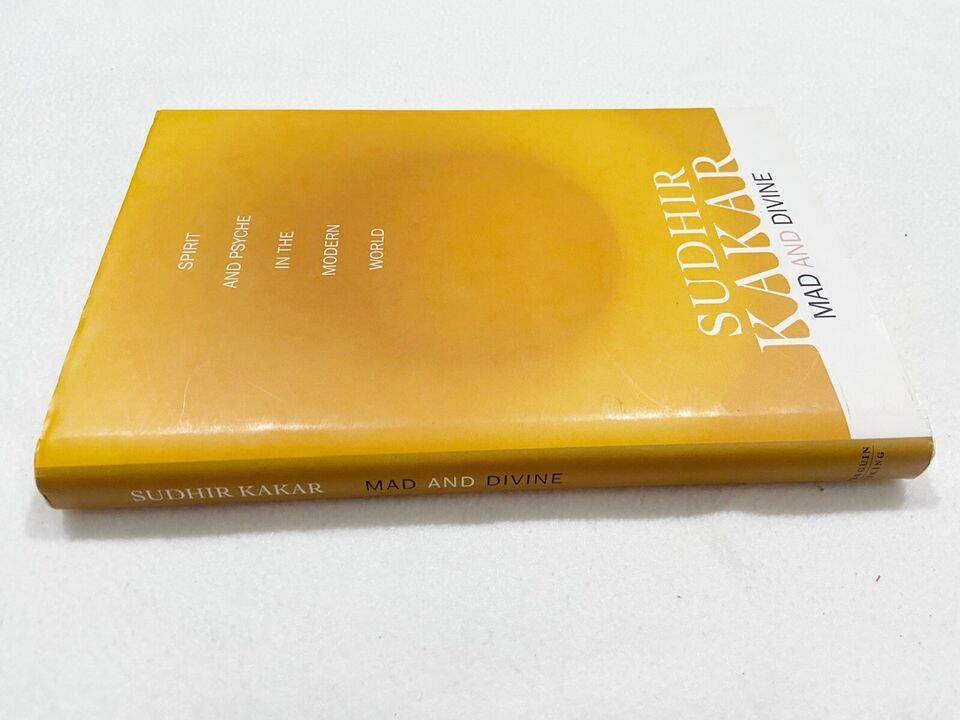 SPIRIT
AND PSYCHE
IN THE
MODERN
WORLD
SUDHIR
KAKAR
MAD AND DIVINE
SUDHIR KAKAR MAD AND DIVINE